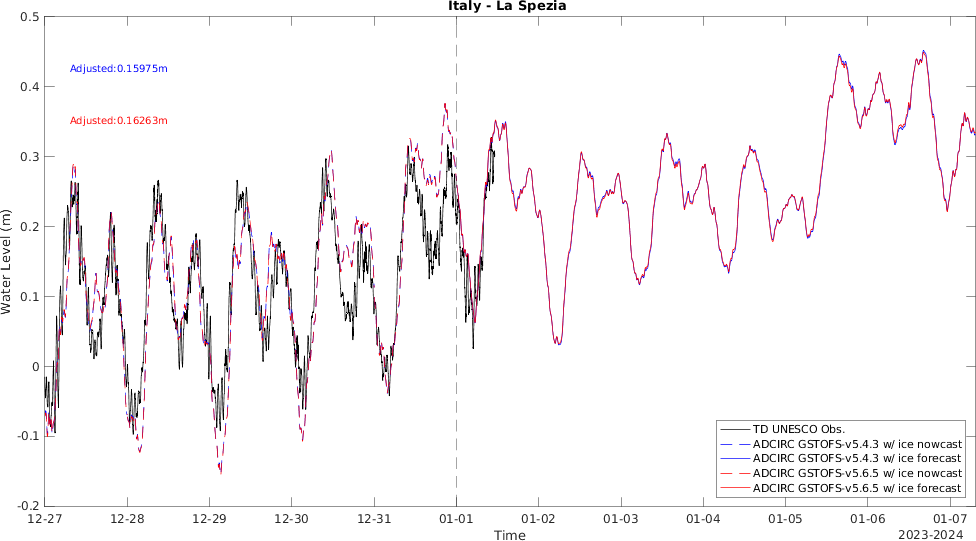 Italy - La Spezia
0.5
0.4
0.3
0.2
0.1
0
-0.1
-0.2
Water Level (m)
Adjusted:0.15975m
Adjusted:0.16263m
TD UNESCO Obs.
ADCIRC GSTOFS-v5.4.3 w/ ice nowcast
ADCIRC GSTOFS-v5.4.3 w/ ice forecast
ADCIRC GSTOFS-v5.6.5 w/ ice nowcast
ADCIRC GSTOFS-v5.6.5 w/ ice forecast
12-27 12-28 12-29 12-30 12-31 01-01 01-02 01-03 01-04 01-05 01-06 01-07
Time
2023-2024